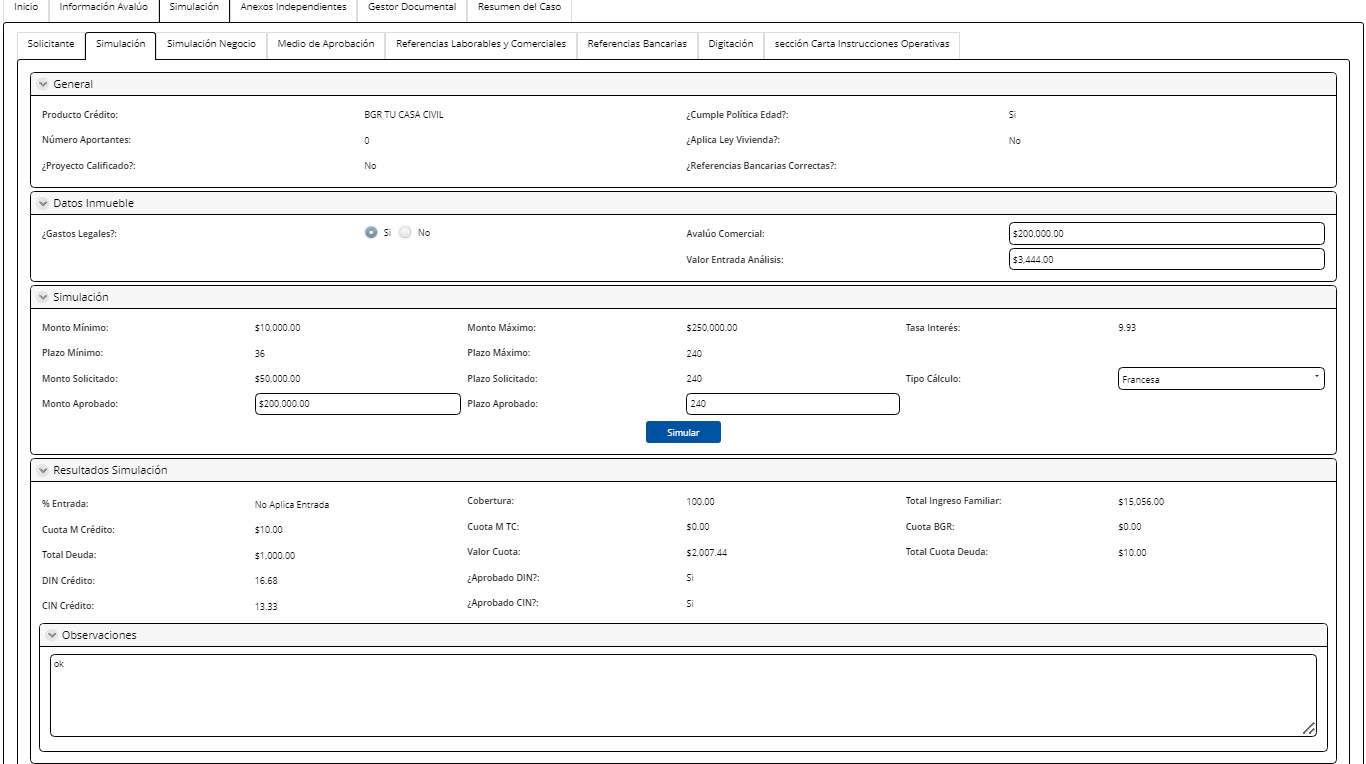 Inicio Información Avalúo Simulación Anexos Independientes Gestor Documental Resumen del Caso
Solicitante Simulación Simulación Negocio Medio de Aprobación Referencias Laborables y Comerciales Referencias Bancarias Digitación sección Carta Instrucciones Operativas
General
Producto Crédito: BGR TU CASA CIVIL ¿Cumple Política Edad?: Si
Número Aportantes: 0 ¿Aplica Ley Vivienda?: No
¿Proyecto Calificado?: No ¿Referencias Bancarias Correctas?:
Datos Inmueble
¿Gastos Legales?: Si No Avalúo Comercial: $200,000.00
Valor Entrada Análisis: $3,444.00
Simulación
Monto Mínimo: $10,000.00 Monto Máximo: $250,000.00 Tasa Interés: 9.93
Plazo Mínimo: 36 Plazo Máximo: 240
Monto Solicitado: $50,000.00 Plazo Solicitado: 240 Tipo Cálculo: Francesa
Monto Aprobado: $200,000.00 Plazo Aprobado: 240
Simular
Resultados Simulación
% Entrada: No Aplica Entrada Cobertura: 100.00 Total Ingreso Familiar: $15,056.00
Cuota M Crédito: $10.00 Cuota M TC: $0.00 Cuota BGR: $0.00
Total Deuda: $1,000.00 Valor Cuota: $2,007.44 Total Cuota Deuda: $10.00
DIN Crédito: 16.68 ¿Aprobado DIN?: Si
CIN Crédito: 13.33 ¿Aprobado CIN?: Si
Observaciones
ok